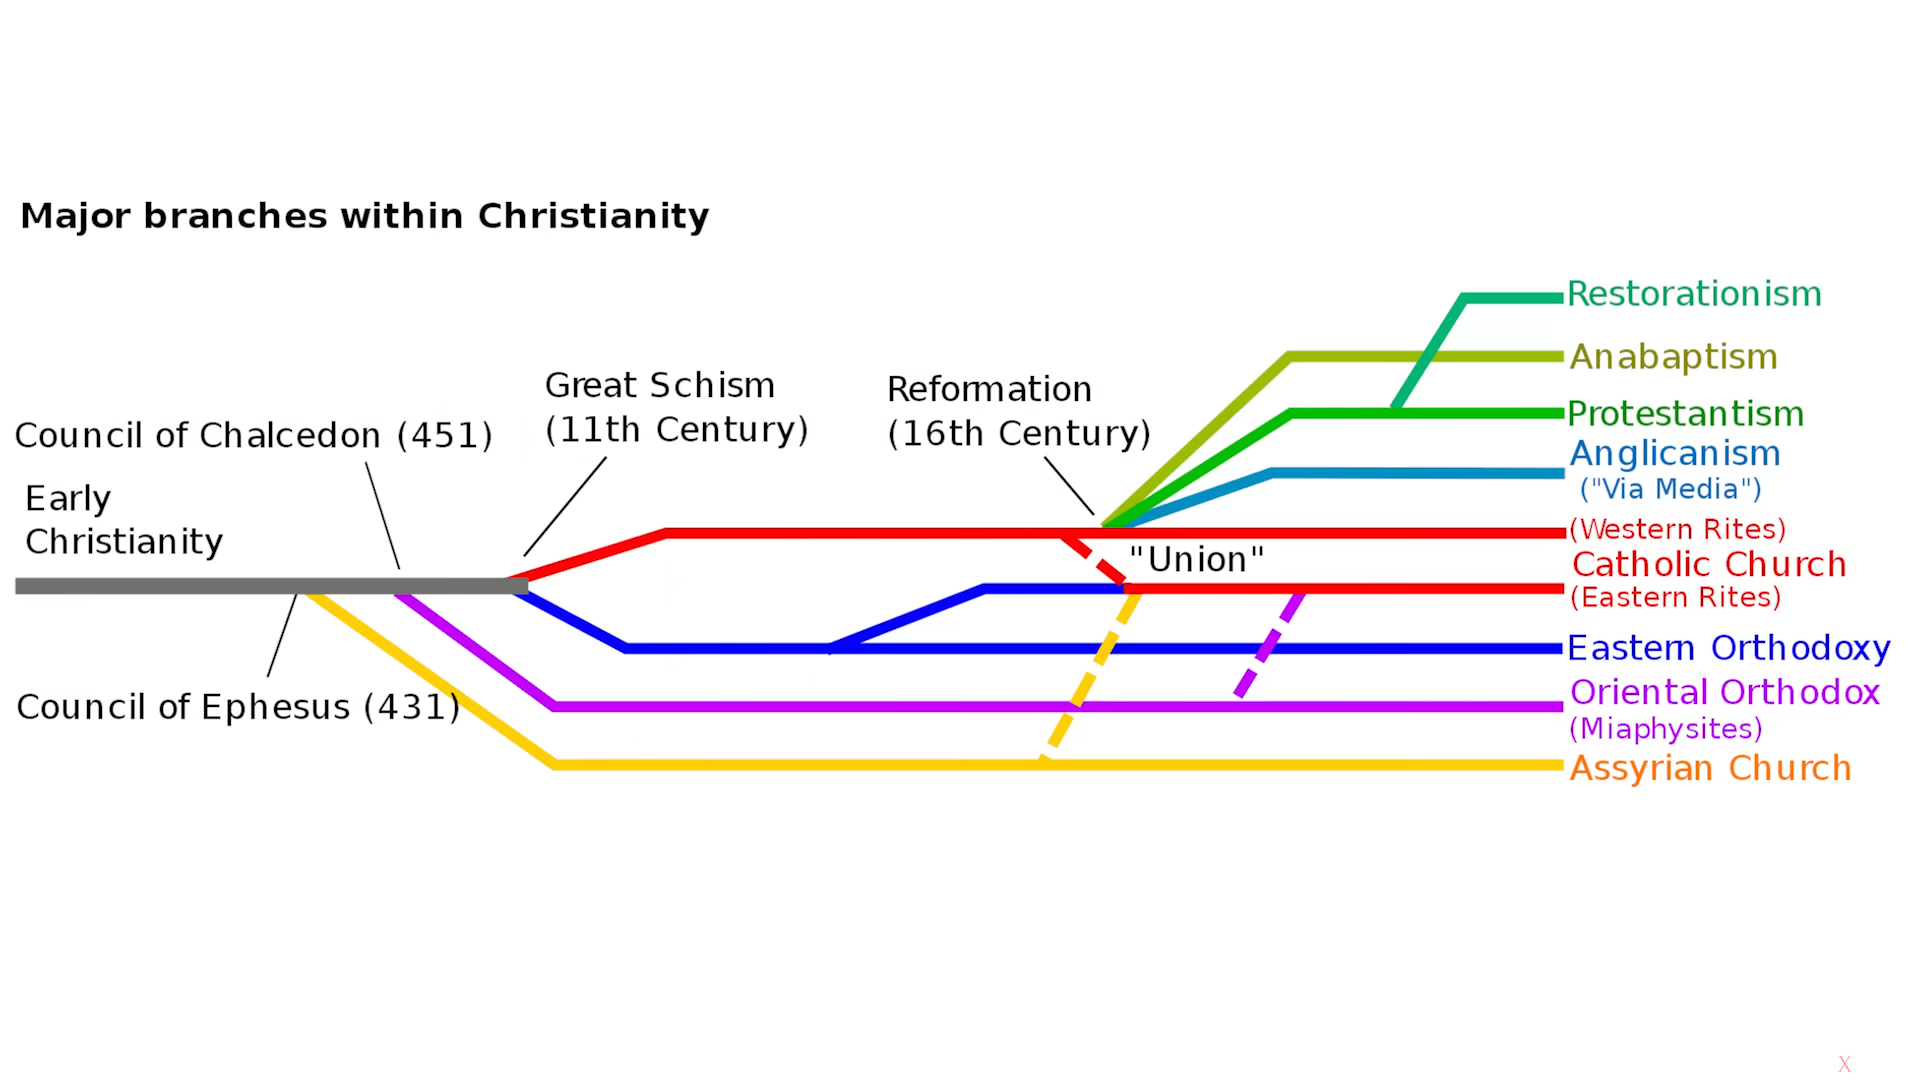 Major branches within Christianity
Great Schism
(11th Century)
Reformation
(16th Century)
Council of Chalcedon (451)
Early
Christianity
Council of Ephesus (431)
"Union"
Restorationism
Anabaptism
Protestantism
Anglicanism
("Via Media")
(Western Rites)
Catholic Church
(Eastern Rites)
Eastern Orthodoxy
Oriental Orthodox
(Miaphysites)
Assyrian Church
X